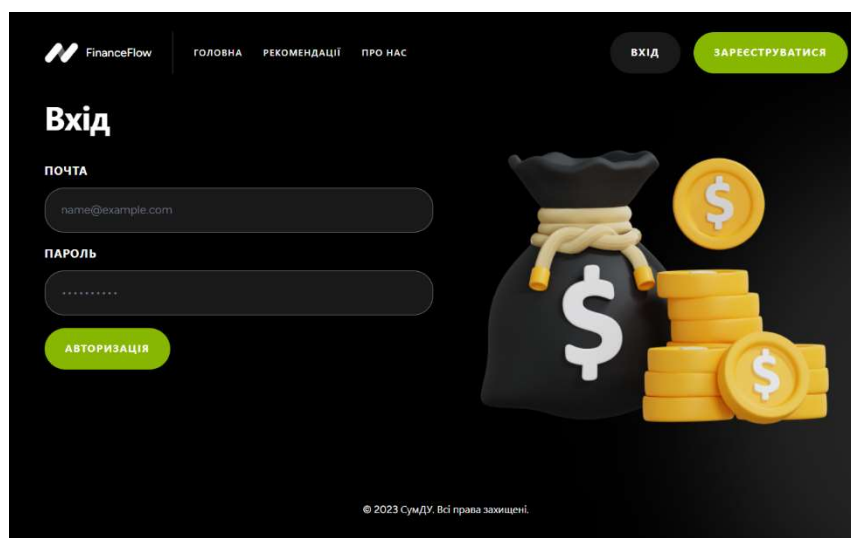 FinanceFlow ГОЛОВНА РЕКОМЕНДАЦІЇ ПРО НАС ВХІД ЗАРЕЄСТРУВАТИСЯ
Вхід
ПОЧТА
name@example.com
ПАРОЛЬ
••••••••••
АВТОРИЗАЦІЯ
$
$
$
© 2023 СумДУ. Всі права захищені.